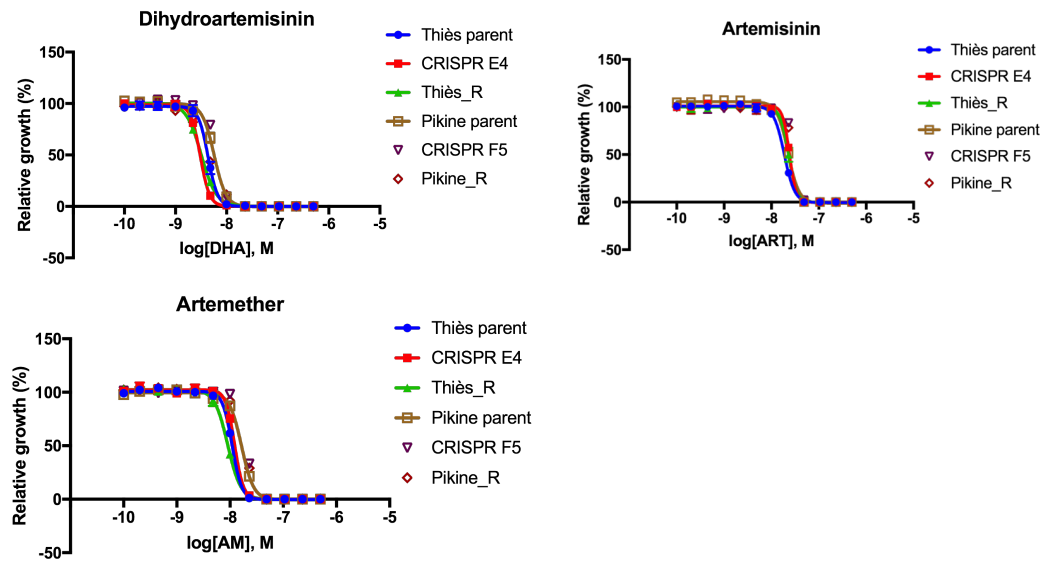 Dihydroartemisinin
Relative growth (%)
150
100
50
0
-50
-10
-9
-8
-7
-6
-5
log[DHA], M
Thiès parent
CRISPR E4
Thiès_R
Pikine parent
CRISPR F5
Pikine_R
Artemisinin
Relative growth (%)
150
100
50
0
-50
-10
-9
-8
-7
-6
-5
log[ART], M
Thiès parent
CRISPR E4
Thiès_R
Pikine parent
CRISPR F5
Pikine_R
Artemether
Relative growth (%)
150
100
50
0
-50
-10
-9
-8
-7
-6
-5
log[AM], M
Thiès parent
CRISPR E4
Thiès_R
Pikine parent
CRISPR F5
Pikine_R